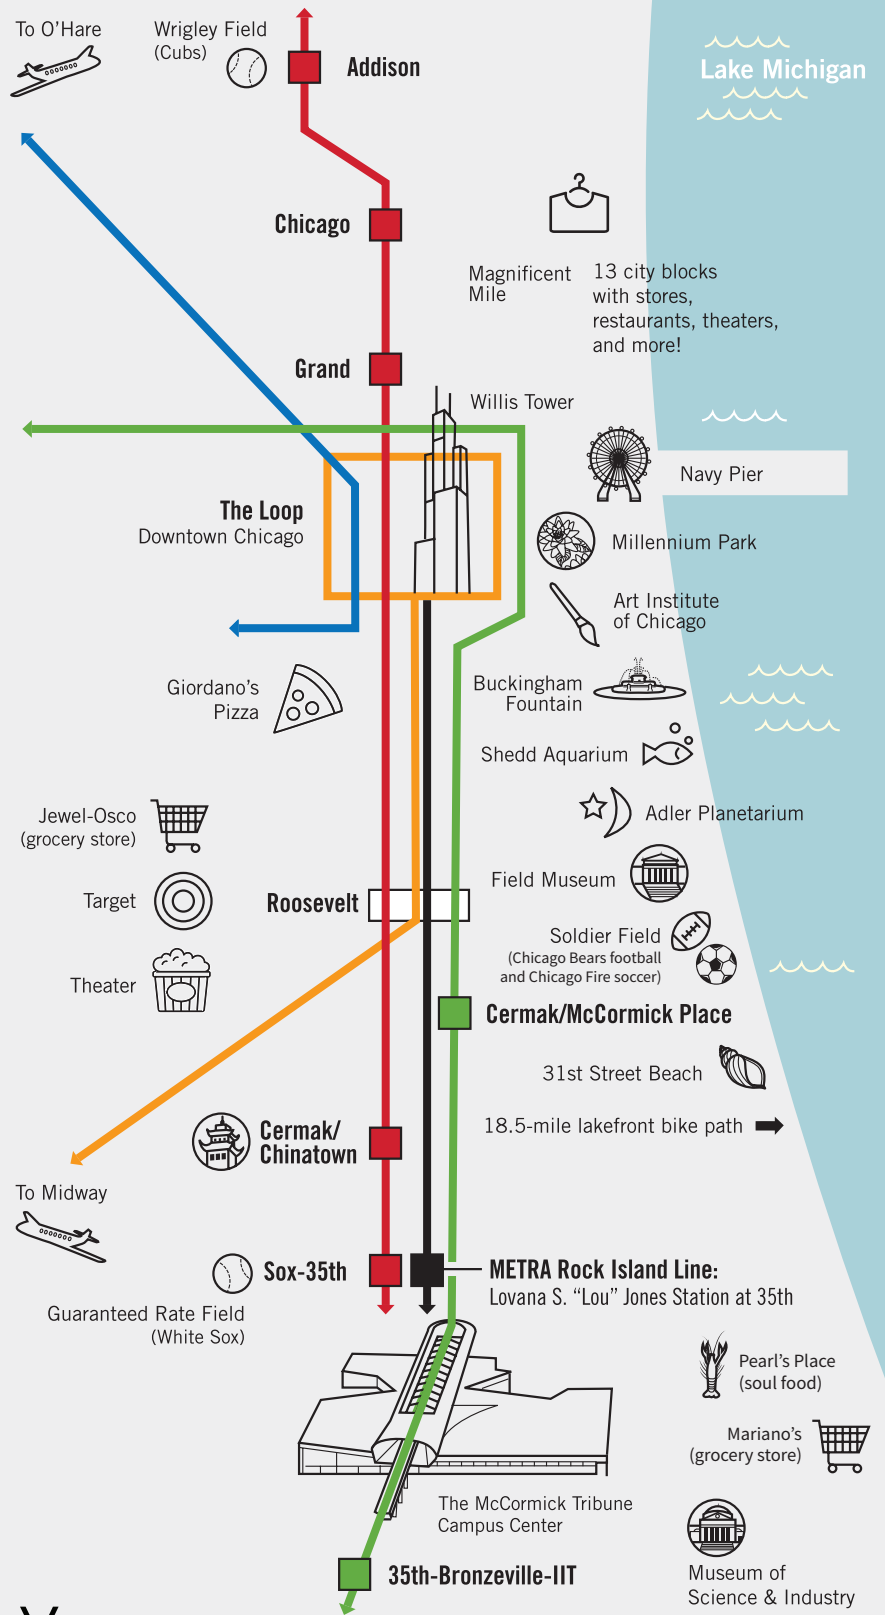 To O’Hare
Wrigley Field
(Cubs)
Addison
Lake Michigan
Chicago
Magnificent
Mile
13 city blocks
with stores,
restaurants, theaters,
and more!
Grand
Willis Tower
Navy Pier
The Loop
Downtown Chicago
Millennium Park
Art Institute
of Chicago
Giordano’s
Pizza
Buckingham
Fountain
Shedd Aquarium
Jewel-Osco
(grocery store)
Adler Planetarium
Target
Roosevelt
Field Museum
Soldier Field
(Chicago Bears football
and Chicago Fire soccer)
Theater
Cermak/McCormick Place
31st Street Beach
18.5-mile lakefront bike path
Cermak/
Chinatown
To Midway
Sox-35th
Guaranteed Rate Field
(White Sox)
METRA Rock Island Line:
Lovana S. “Lou” Jones Station at 35th
Pearl’s Place
(soul food)
Mariano’s
(grocery store)
The McCormick Tribune
Campus Center
35th-Bronzeville-IIT
Museum of
Science & Industry